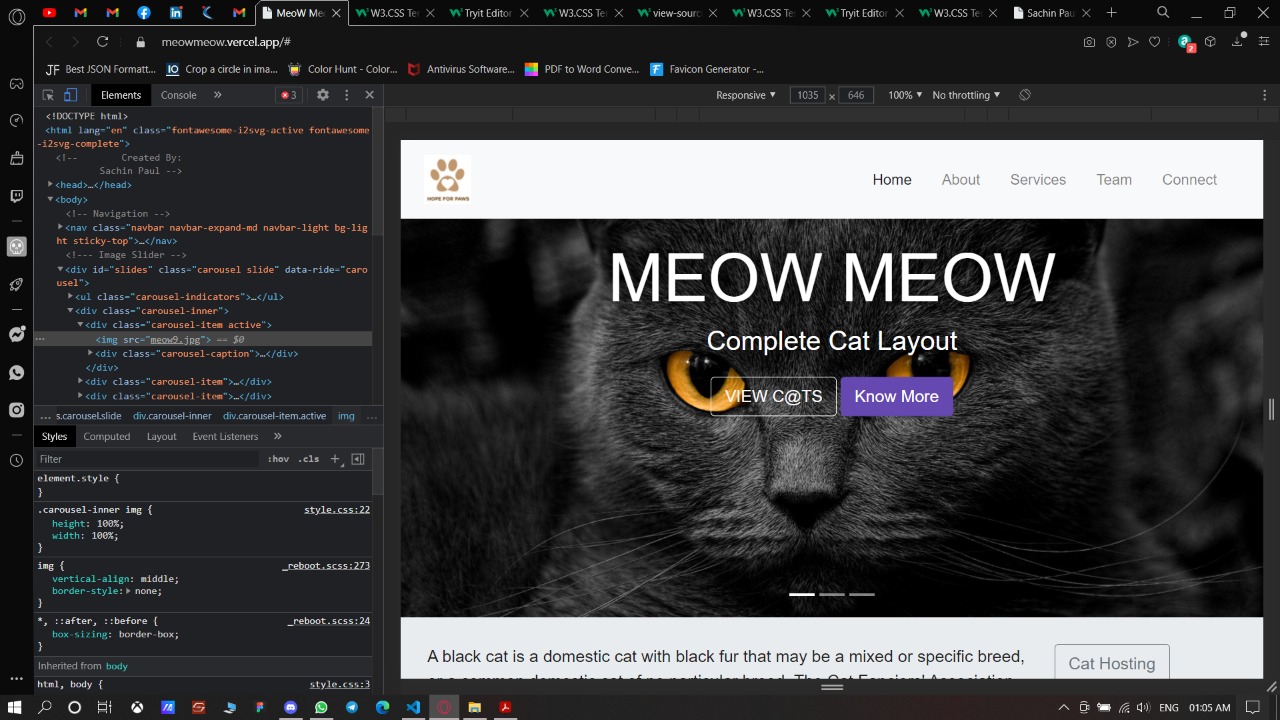 MeoW Me
W3.CSS Te
Tryit Editor
W3.CSS Te
view-sourc
W3.CSS Te
Tryit Editor
W3.CSS Te
Sachin Pau
meowmeow.vercel.app/#
2
JF Best JSON Formatt...
IO Crop a circle in ima...
Color Hunt - Color...
Antivirus Software...
PDF to Word Conve...
F Favicon Generator -...
Elements
Console
»
3
Responsive ▼ 1035 x 646 100% ▼ No throttling ▼
<!DOCTYPE html>
<html lang="en" class="fontawesome-i2svg-active fontawesome
-i2svg-complete">
<!-- Created By:
Sachin Paul -->
<head>…</head>
<body>
<!-- Navigation -->
<nav class="navbar navbar-expand-md navbar-light bg-lig
ht sticky-top">…</nav>
<!--- Image Slider -->
<div id="slides" class="carousel slide" data-ride="caro
usel">
<ul class="carousel-indicators">…</ul>
<div class="carousel-inner">
<div class="carousel-item active">
<img src="meow9.jpg"> == $0
<div class="carousel-caption">…</div>
</div>
<div class="carousel-item">…</div>
<div class="carousel-item">…</div>
... s.carousel.slide div.carousel-inner div.carousel-item.active img ...
Styles Computed Layout Event Listeners »
Filter :hov .cls +
element.style {
}
.carousel-inner img { style.css:22
height: 100%;
width: 100%;
}
img { _reboot.scss:273
vertical-align: middle;
border-style: none;
}
*, ::after, ::before { _reboot.scss:24
box-sizing: border-box;
}
Inherited from body
html, body { style.css:3
HOPE FOR PAWS
Home About Services Team Connect
MEOW MEOW
Complete Cat Layout
VIEW C@TS Know More
A black cat is a domestic cat with black fur that may be a mixed or specific breed,
Cat Hosting
ENG 01:05 AM